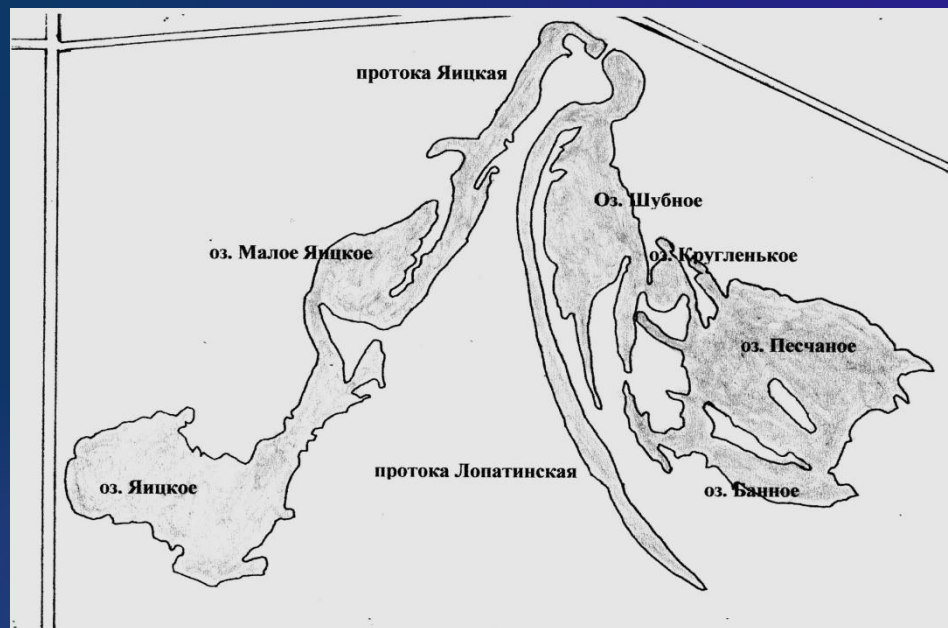 протока Яицкая
Оз. Шубное
оз. Малое Яицкое
оз. Кругленькое
оз. Песчаное
протока Лопатинская
оз. Яицкое
оз. Банное